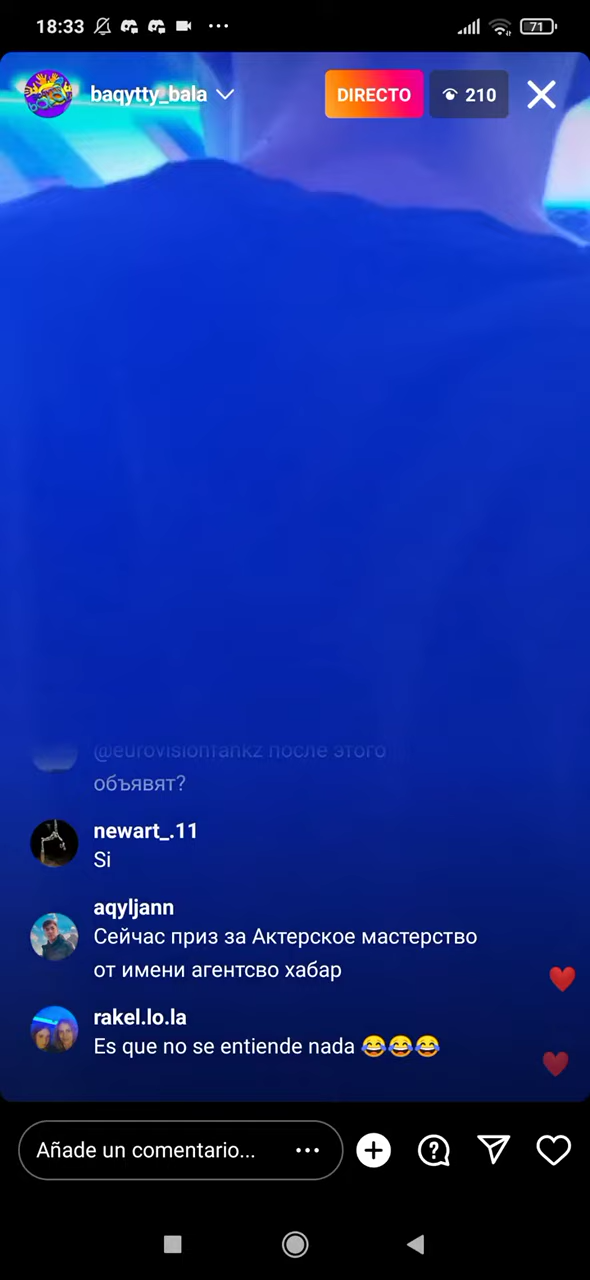 18:33
71
baqytty_bala
DIRECTO
210
@eurovisionfankz после этого
объявят?
newart_.11
Si
aqyljann
Сейчас приз за Актерское мастерство
от имени агентсво хабар
rakel.lo.la
Es que no se entiende nada 😂😂😂
Añade un comentario...